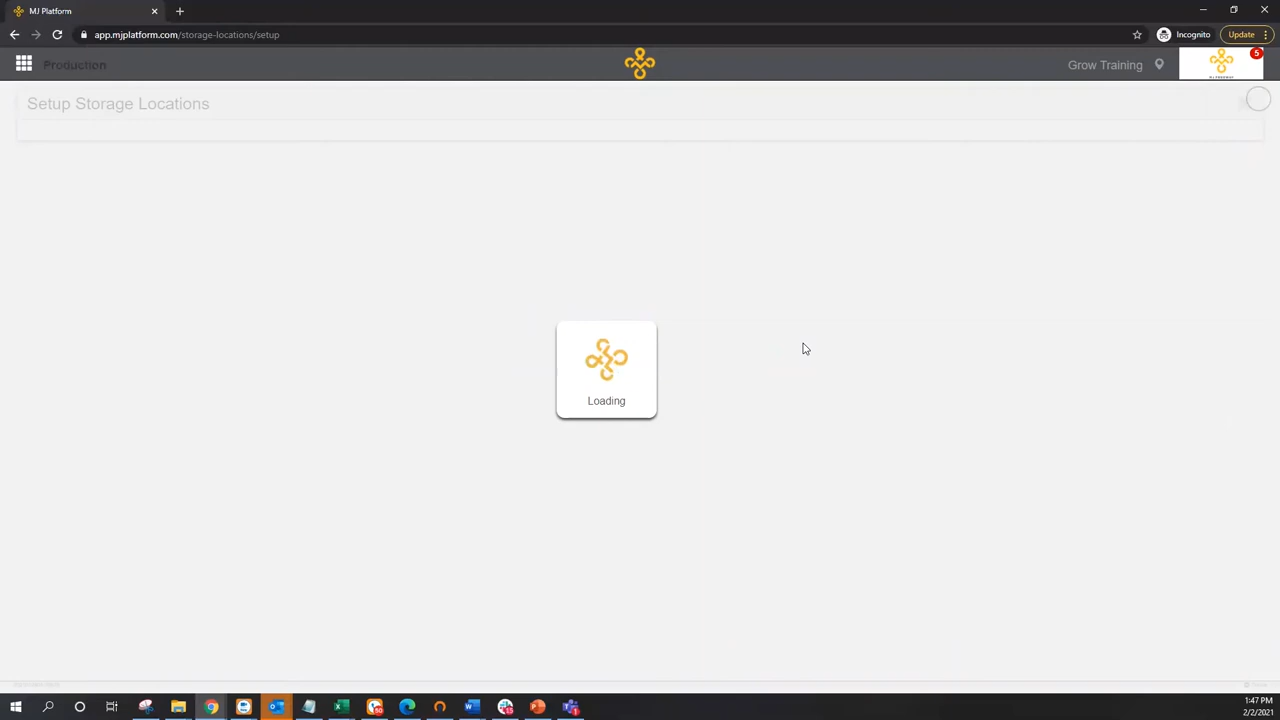 MJ Platform
app.mjplatform.com/storage-locations/setup
Incognito
Update
Production
Grow Training
5
Setup Storage Locations
Loading
1:47 PM
2/2/2021